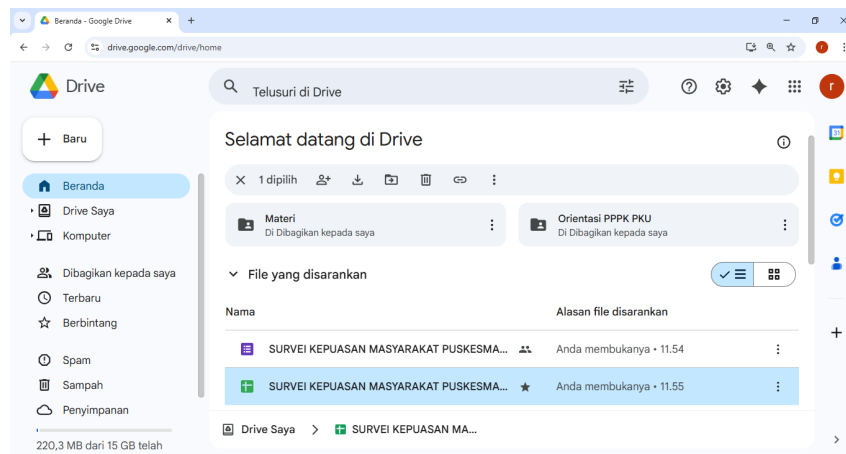 Beranda - Google Drive
drive.google.com/drive/home
Drive
Telusuri di Drive
r
Baru
Selamat datang di Drive
31
1 dipilih
Beranda
Drive Saya
Komputer
Materi
Di Dibagikan kepada saya
Orientasi PPPK PKU
Di Dibagikan kepada saya
Dibagikan kepada saya
Terbaru
Berbintang
File yang disarankan
Nama
Alasan file disarankan
Spam
Sampah
Penyimpanan
SURVEI KEPUASAN MASYARAKAT PUSKESMA...
Anda membukanya • 11.54
SURVEI KEPUASAN MASYARAKAT PUSKESMA...
Anda membukanya • 11.55
220,3 MB dari 15 GB telah
Drive Saya > SURVEI KEPUASAN MA...